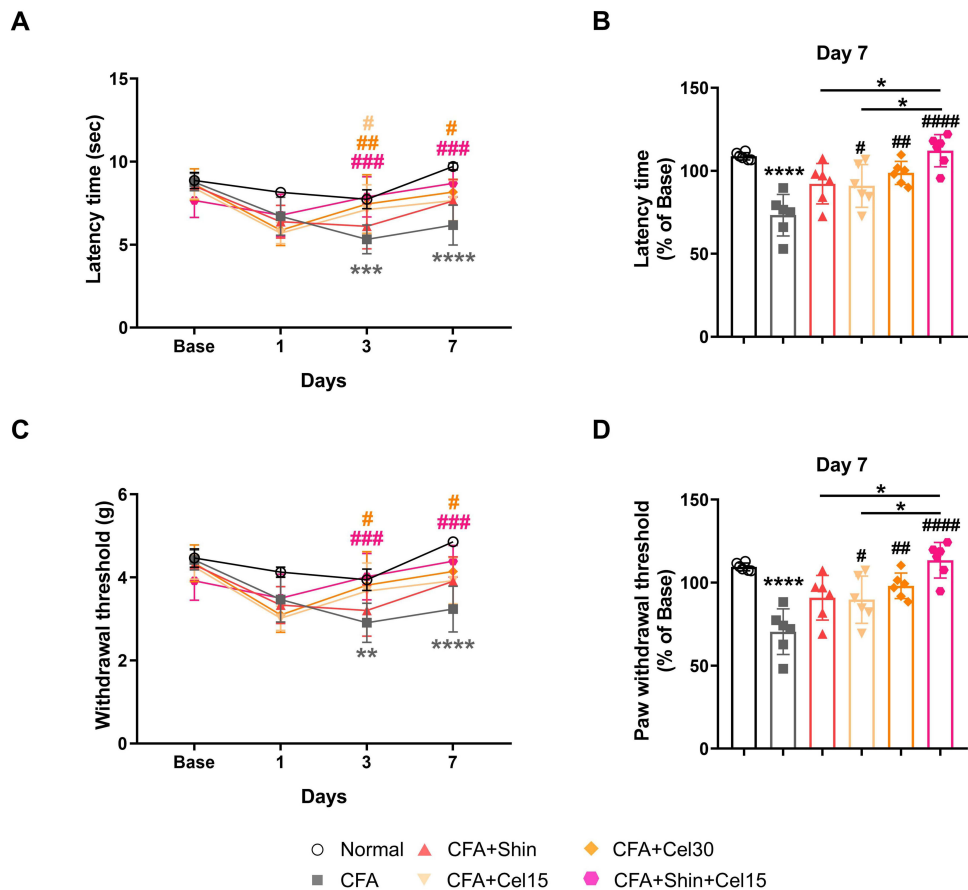 A
Latency time (sec)
15
10
5
0
#
##
###
#
###
***
****
Base
1
3
7
Days
B
Day 7
Latency time
(% of Base)
150
100
50
0
*
*
****
#
##
####
C
Withdrawal threshold (g)
6
4
2
0
#
###
#
###
**
****
Base
1
3
7
Days
D
Day 7
Paw withdrawal threshold
(% of Base)
150
100
50
0
*
*
****
#
##
####
Normal
CFA+Shin
CFA+Cel30
CFA
CFA+Cel15
CFA+Shin+Cel15